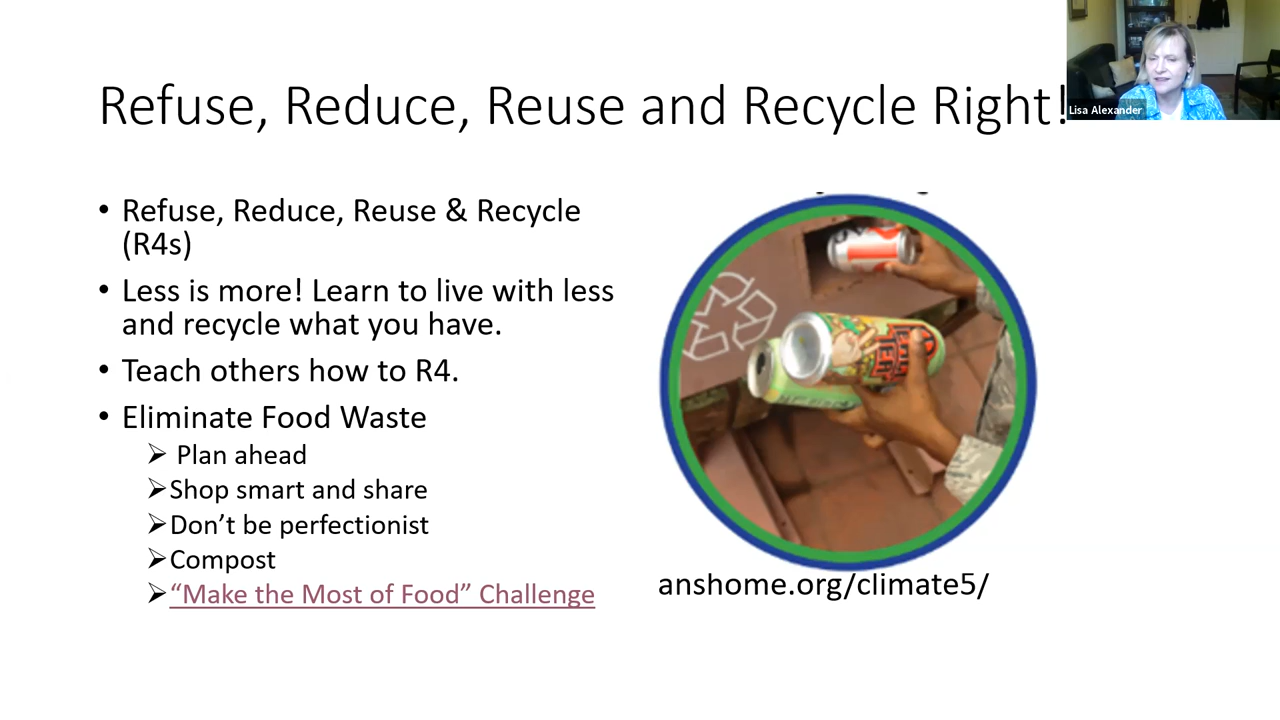 Refuse, Reduce, Reuse and Recycle Right!
Lisa Alexander
• Refuse, Reduce, Reuse & Recycle
(R4s)
• Less is more! Learn to live with less
and recycle what you have.
• Teach others how to R4.
• Eliminate Food Waste
➢ Plan ahead
➢Shop smart and share
➢Don’t be perfectionist
➢Compost
➢“Make the Most of Food” Challenge
anshome.org/climate5/